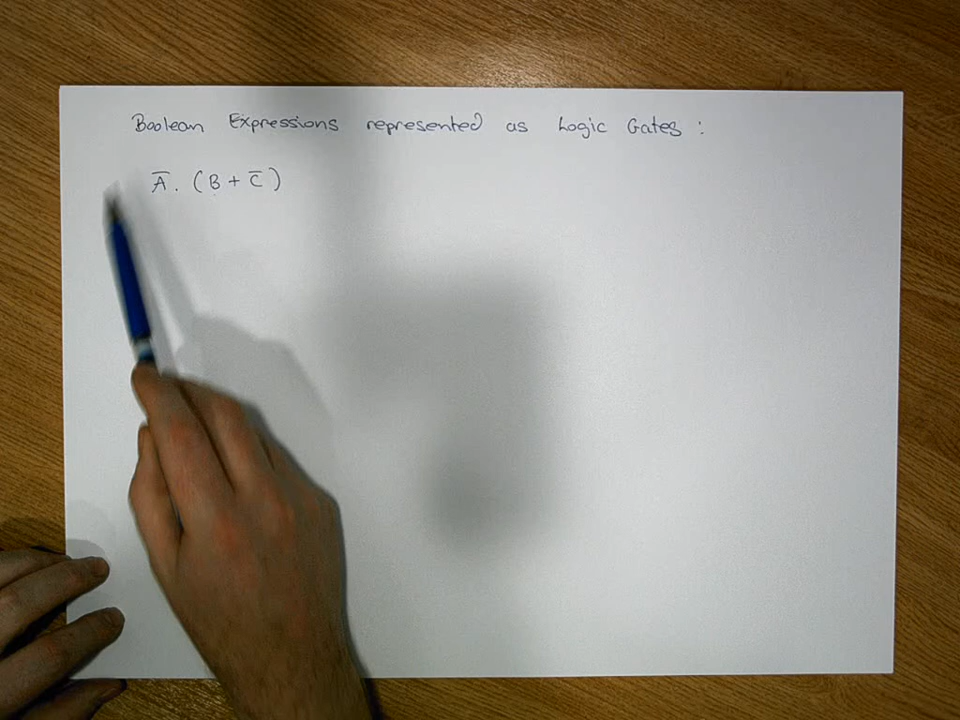 Boolean Expressions represented as Logic Gates :
A̅ . ( B + C̅ )